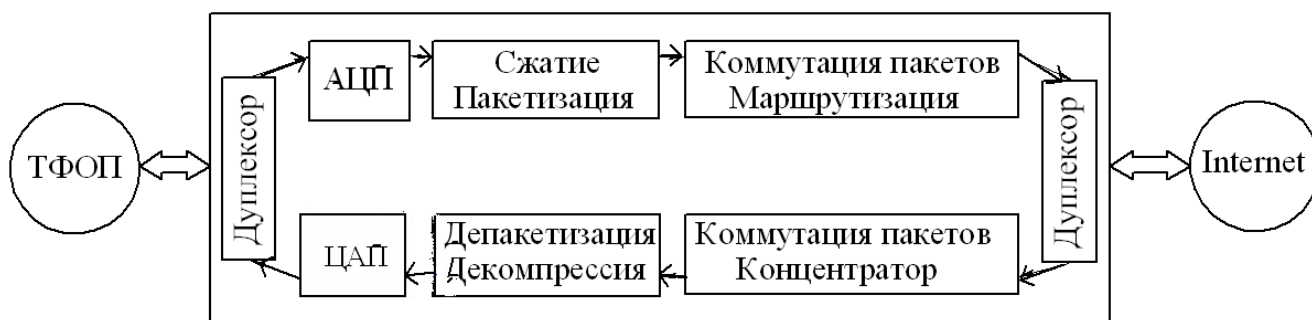 ТФОП
Дуплексор
АЦП
Сжатие
Пакетизация
Коммутация пакетов
Маршрутизация
ЦАП
Депакетизация
Декомпрессия
Коммутация пакетов
Концентратор
Дуплексор
Internet